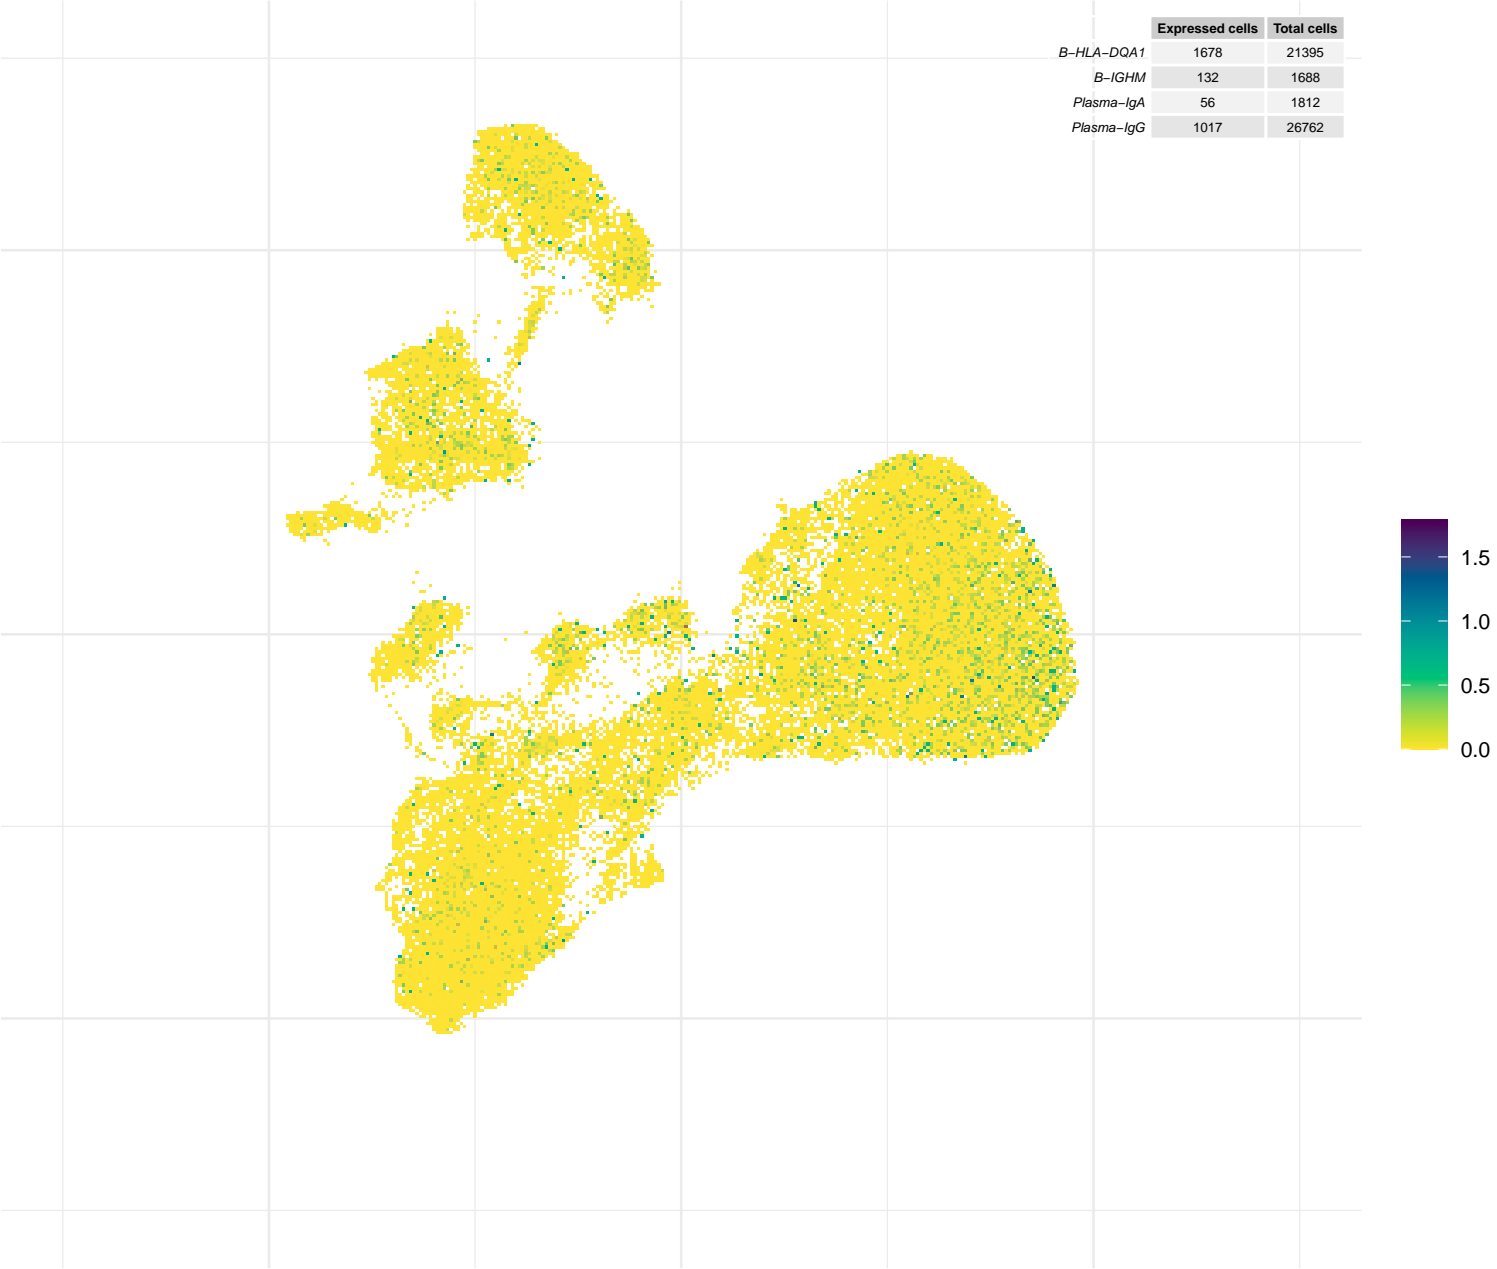 Expressed cells Total cells
B−HLA−DQA1 1678 21395
B−IGHM 132 1688
Plasma−IgA 56 1812
Plasma−IgG 1017 26762
1.5
1.0
0.5
0.0